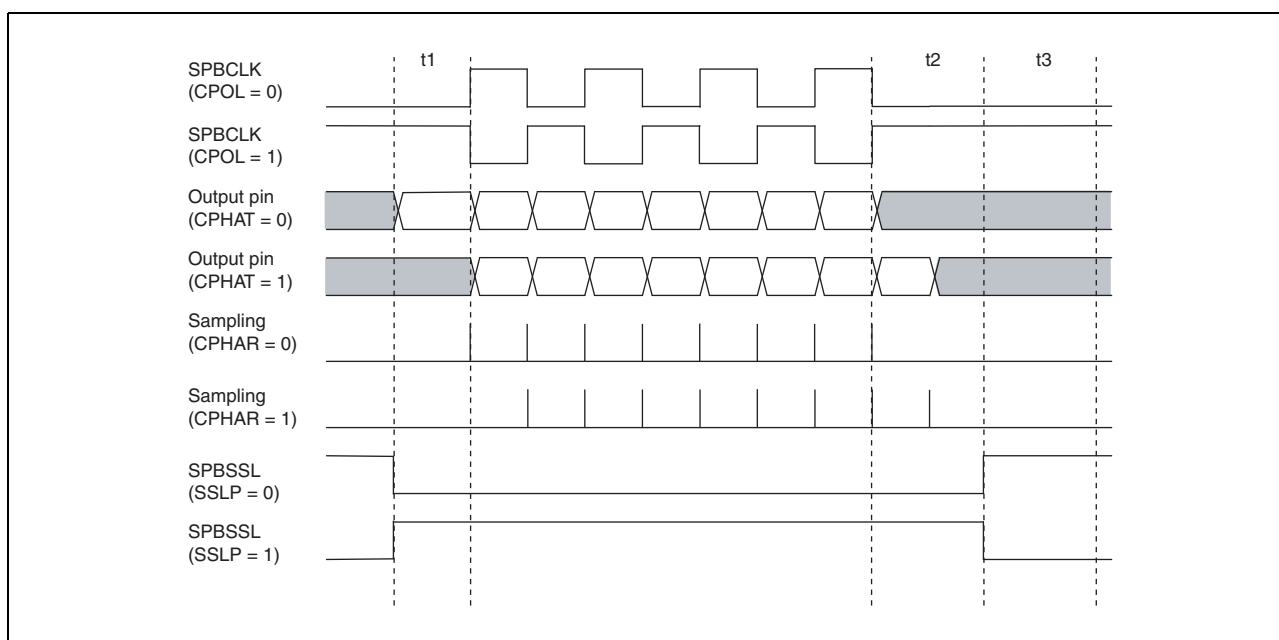 t1
t2
t3
SPBCLK
(CPOL = 0)
SPBCLK
(CPOL = 1)
Output pin
(CPHAT = 0)
Output pin
(CPHAT = 1)
Sampling
(CPHAR = 0)
Sampling
(CPHAR = 1)
SPBSSL
(SSLP = 0)
SPBSSL
(SSLP = 1)